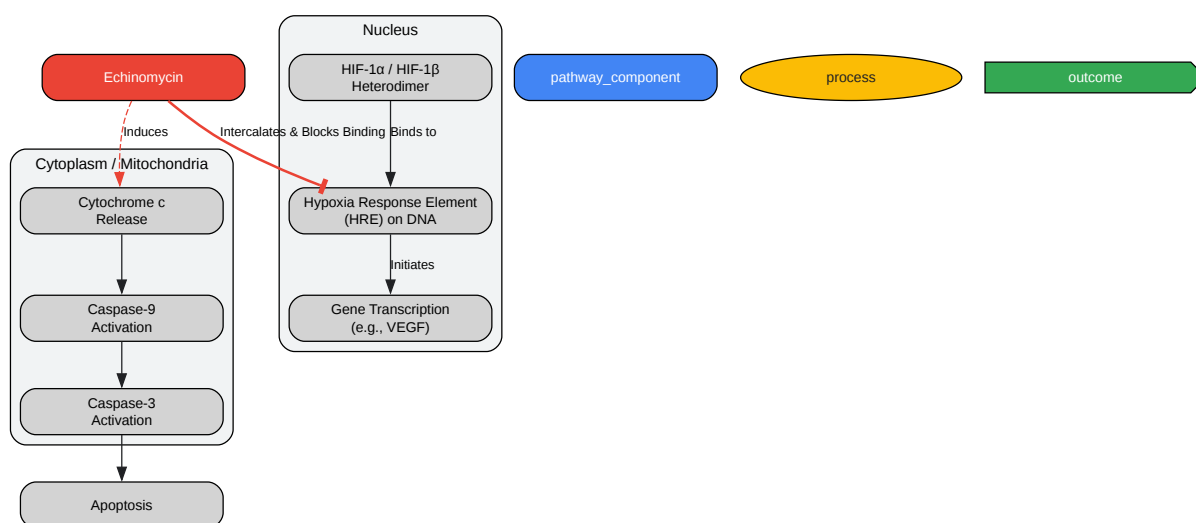 Nucleus
Echinomycin
HIF-1α / HIF-1β
Heterodimer
pathway_component
process
outcome
Induces
Intercalates & Blocks Binding
Binds to
Cytoplasm / Mitochondria
Cytochrome c
Release
Hypoxia Response Element
(HRE) on DNA
Initiates
Caspase-9
Activation
Gene Transcription
(e.g., VEGF)
Caspase-3
Activation
Apoptosis